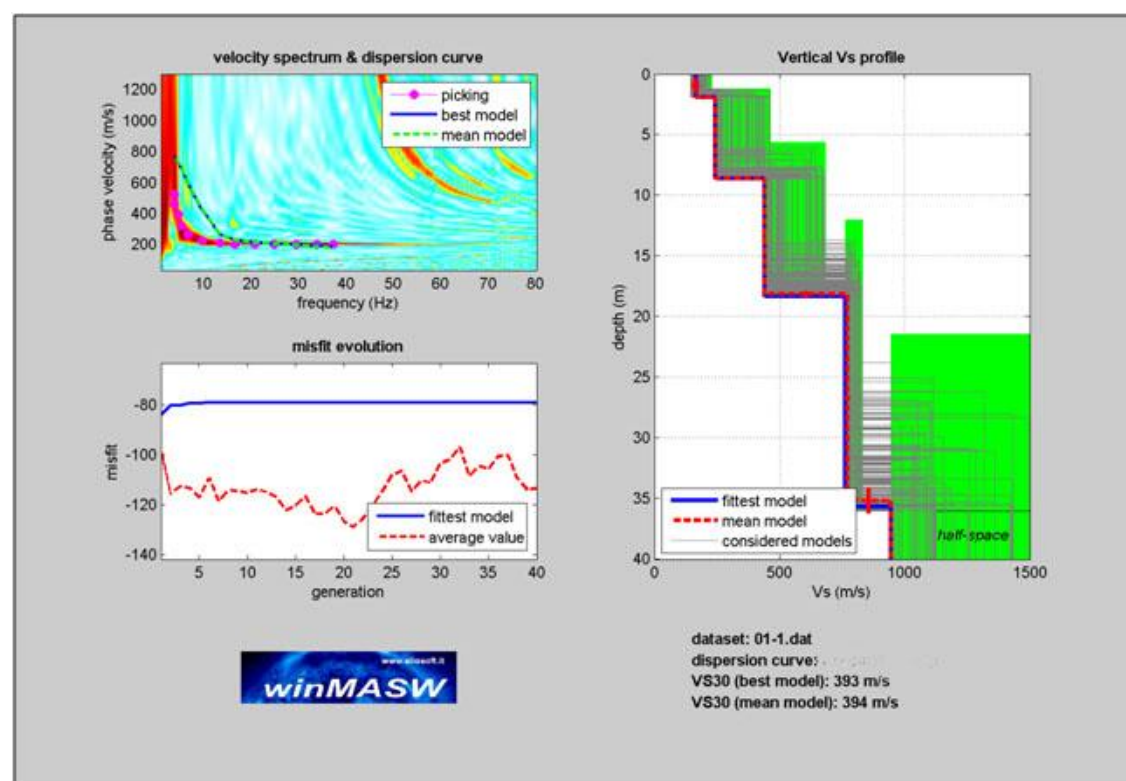 velocity spectrum & dispersion curve
1200
1000
800
600
400
200
phase velocity (m/s)
picking
best model
mean model
10 20 30 40 50 60 70 80
frequency (Hz)
misfit evolution
-80
-100
-120
-140
misfit
fittest model
average value
5 10 15 20 25 30 35 40
generation
Vertical Vs profile
0
5
10
15
20
25
30
35
40
depth (m)
fittest model
mean model
considered models
half-space
0 500 1000 1500
Vs (m/s)
winMASW
dataset: 01-1.dat
dispersion curve:
VS30 (best model): 393 m/s
VS30 (mean model): 394 m/s